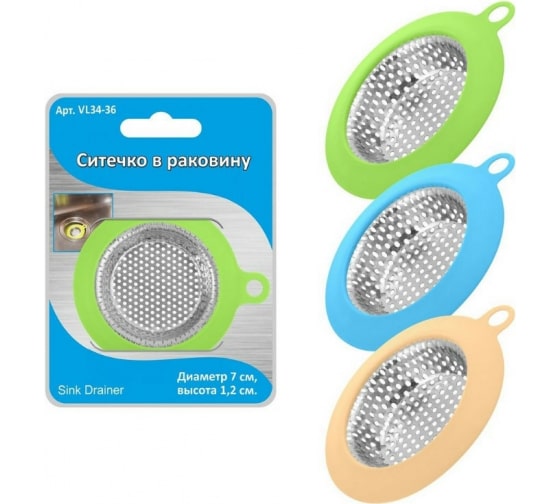 Арт. VL34-36
Ситечко в раковину
Sink Drainer
Диаметр 7 см,
высота 1,2 см.